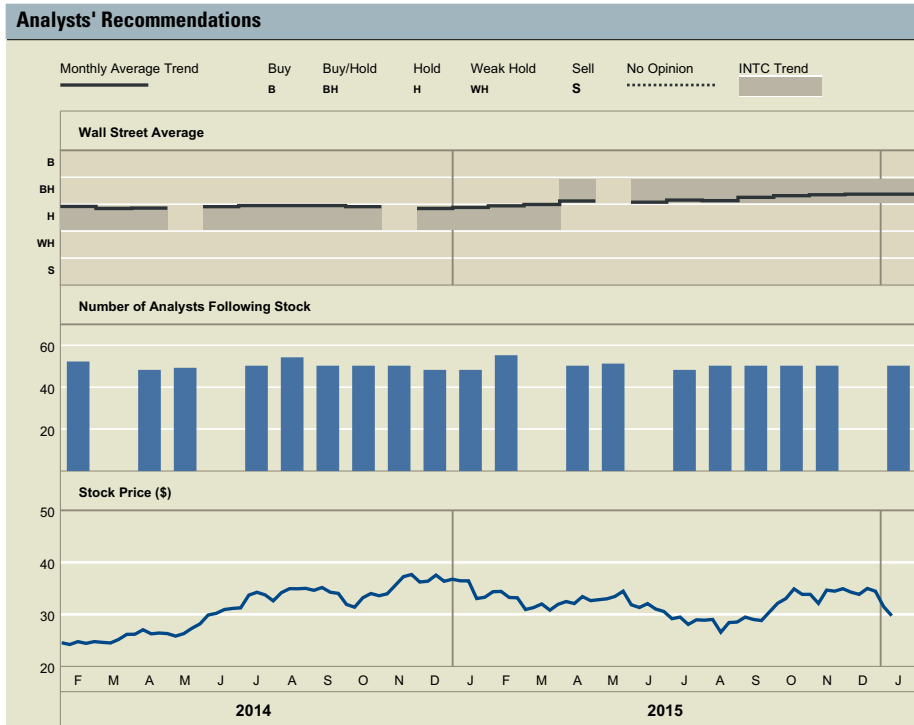 Analysts' Recommendations
Monthly Average Trend Buy Buy/Hold Hold Weak Hold Sell No Opinion INTC Trend
B BH H WH S
Wall Street Average
B
BH
H
WH
S
Number of Analysts Following Stock
60
40
20
Stock Price ($)
50
40
30
20
F M A M J J A S O N D J F M A M J J A S O N D J
2014 2015